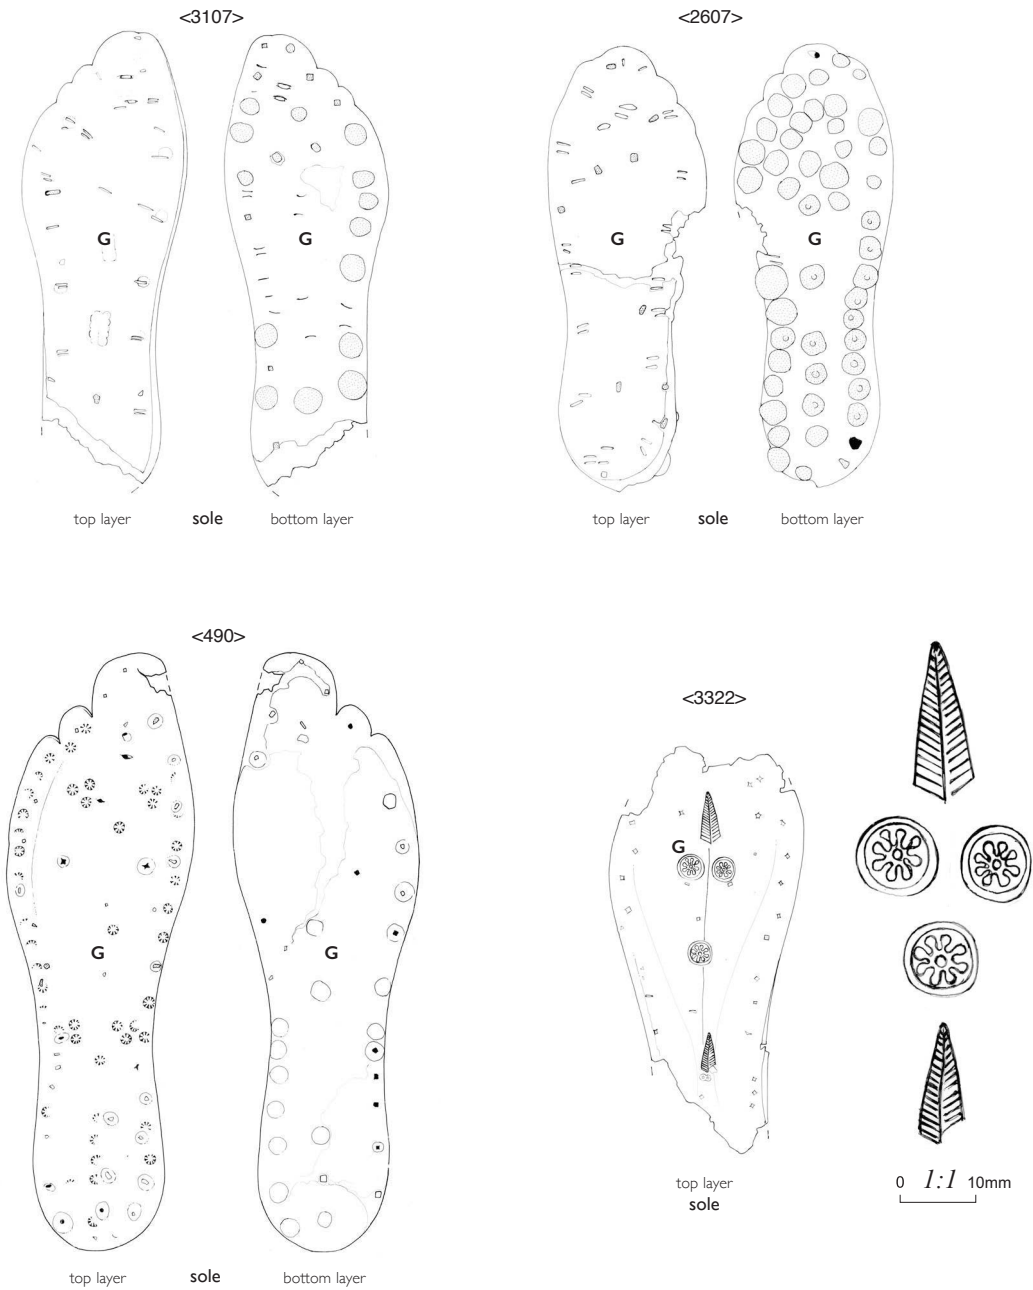 <3107>
<2607>
G
G
G
G
top layer sole bottom layer
top layer sole bottom layer
<490>
<3322>
G
G
G
top layer
sole
0 1:1 10mm
top layer sole bottom layer